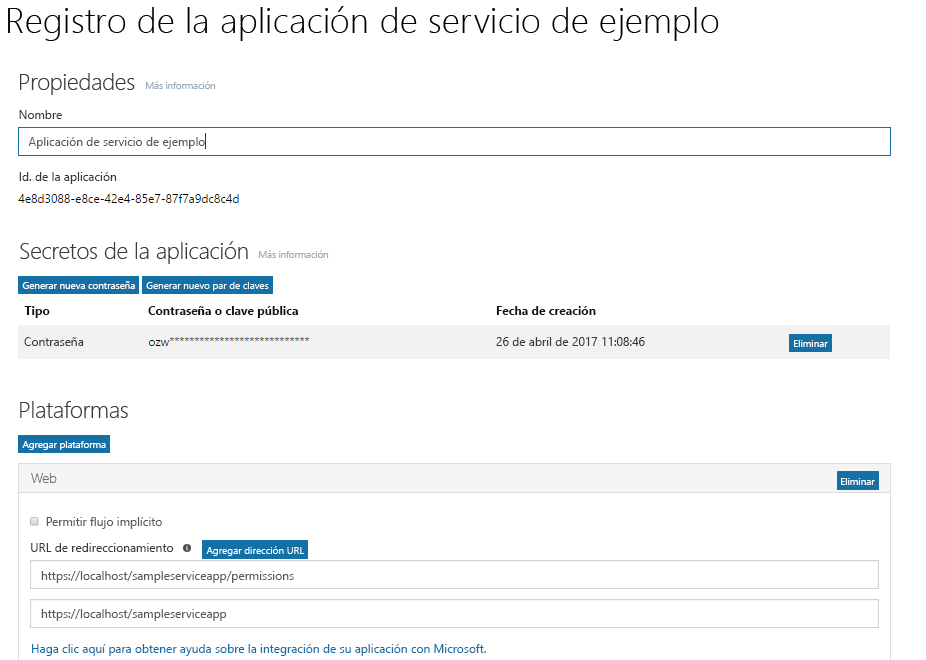 Registro de la aplicación de servicio de ejemplo
Propiedades Más información
Nombre
Aplicación de servicio de ejemplo
Id. de la aplicación
4e8d3088-e8ce-42e4-85e7-87f7a9dc8c4d
Secretos de la aplicación Más información
Generar nueva contraseña Generar nuevo par de claves
Tipo Contraseña o clave pública Fecha de creación
Contraseña ozw**************************** 26 de abril de 2017 11:08:46 Eliminar
Plataformas
Agregar plataforma
Web Eliminar
Permitir flujo implícito
URL de redireccionamiento Agregar dirección URL
https://localhost/sampleserviceapp/permissions
https://localhost/sampleserviceapp
Haga clic aquí para obtener ayuda sobre la integración de su aplicación con Microsoft.